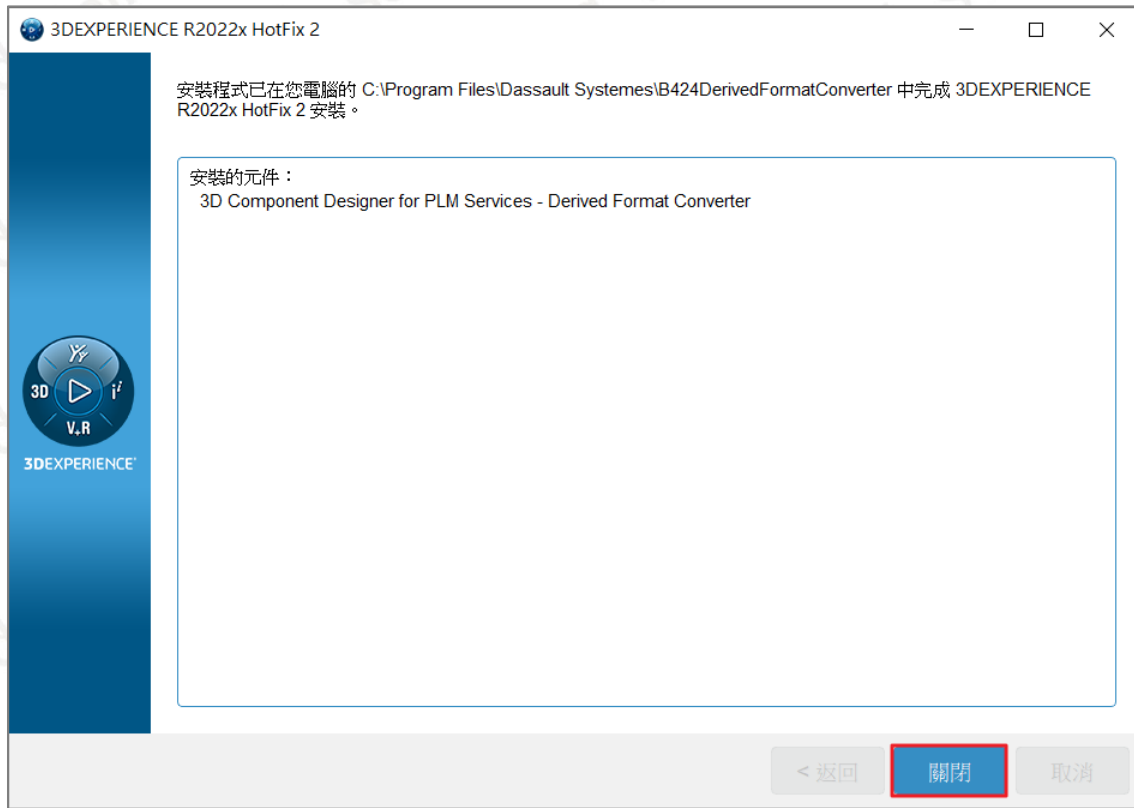 3DEXPERIENCE R2022x HotFix 2
安裝程式已在您電腦的 C:\Program Files\Dassault Systemes\B424DerivedFormatConverter 中完成 3DEXPERIENCE
R2022x HotFix 2 安裝。
安裝的元件：
3D Component Designer for PLM Services - Derived Format Converter
3D
i
V+R
3DEXPERIENCE
< 返回
關閉
取消